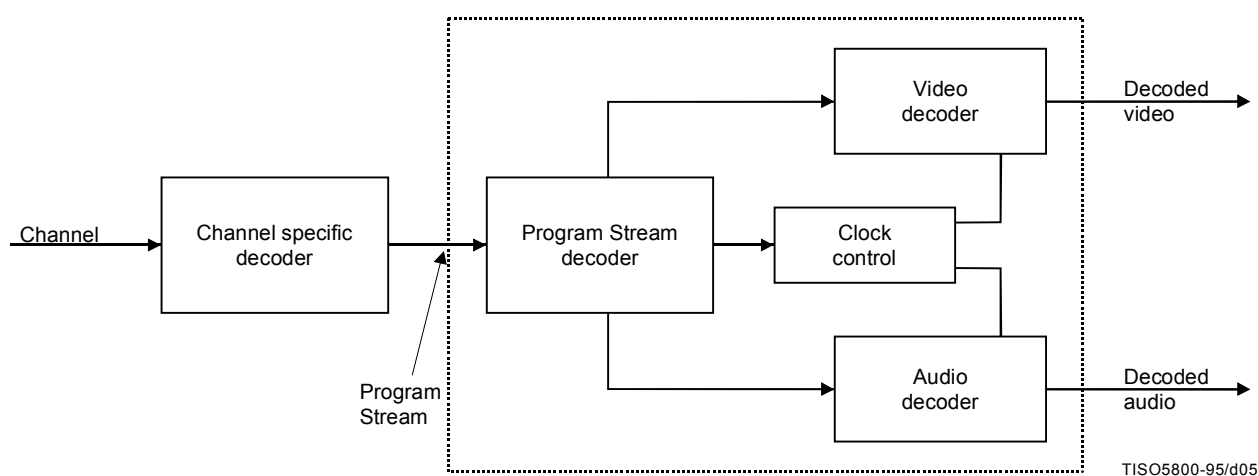 Video
decoder
Decoded
video
Channel
Channel specific
decoder
Program Stream
decoder
Clock
control
Program
Stream
Audio
decoder
Decoded
audio
TISO5800-95/d05